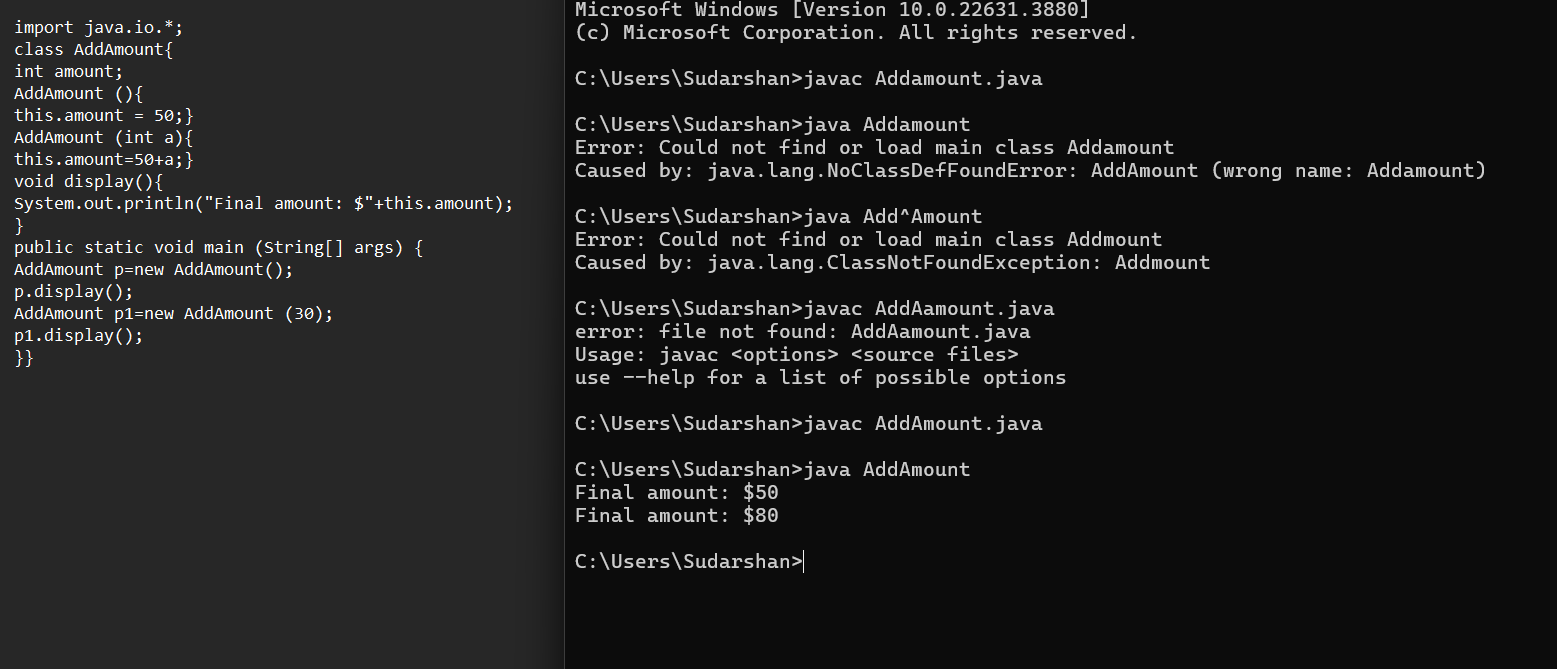 import java.io.*;
class AddAmount{
int amount;
AddAmount (){
this.amount = 50;}
AddAmount (int a){
this.amount=50+a;}
void display(){
System.out.println("Final amount: $"+this.amount);
}
public static void main (String[] args) {
AddAmount p=new AddAmount();
p.display();
AddAmount p1=new AddAmount (30);
p1.display();
}}
Microsoft Windows [Version 10.0.22631.3880]
(c) Microsoft Corporation. All rights reserved.
C:\Users\Sudarshan>javac Addamount.java
C:\Users\Sudarshan>java Addamount
Error: Could not find or load main class Addamount
Caused by: java.lang.NoClassDefFoundError: AddAmount (wrong name: Addamount)
C:\Users\Sudarshan>java Add^Amount
Error: Could not find or load main class Addmount
Caused by: java.lang.ClassNotFoundException: Addmount
C:\Users\Sudarshan>javac AddAamount.java
error: file not found: AddAamount.java
Usage: javac <options> <source files>
use --help for a list of possible options
C:\Users\Sudarshan>javac AddAmount.java
C:\Users\Sudarshan>java AddAmount
Final amount: $50
Final amount: $80
C:\Users\Sudarshan>